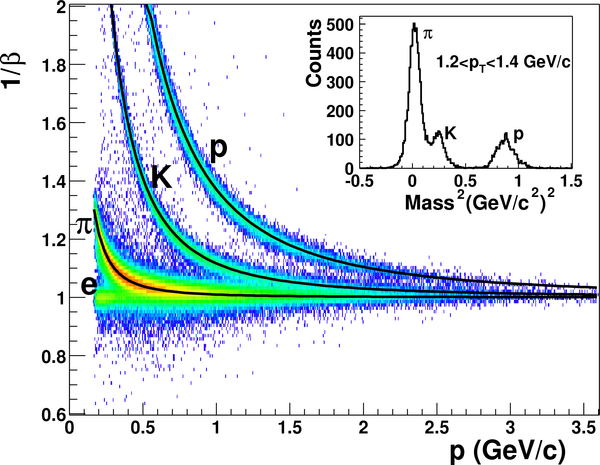 2
1.8
1.6
1.4
1.2
1
0.8
0.6
1/β
0
0.5
1
1.5
2
2.5
3
3.5
p (GeV/c)
π
e
K
p
Counts
500
400
300
200
100
0
-0.5
0
0.5
1
1.5
Mass²(GeV/c²)²
π
K
p
1.2<p_T<1.4 GeV/c